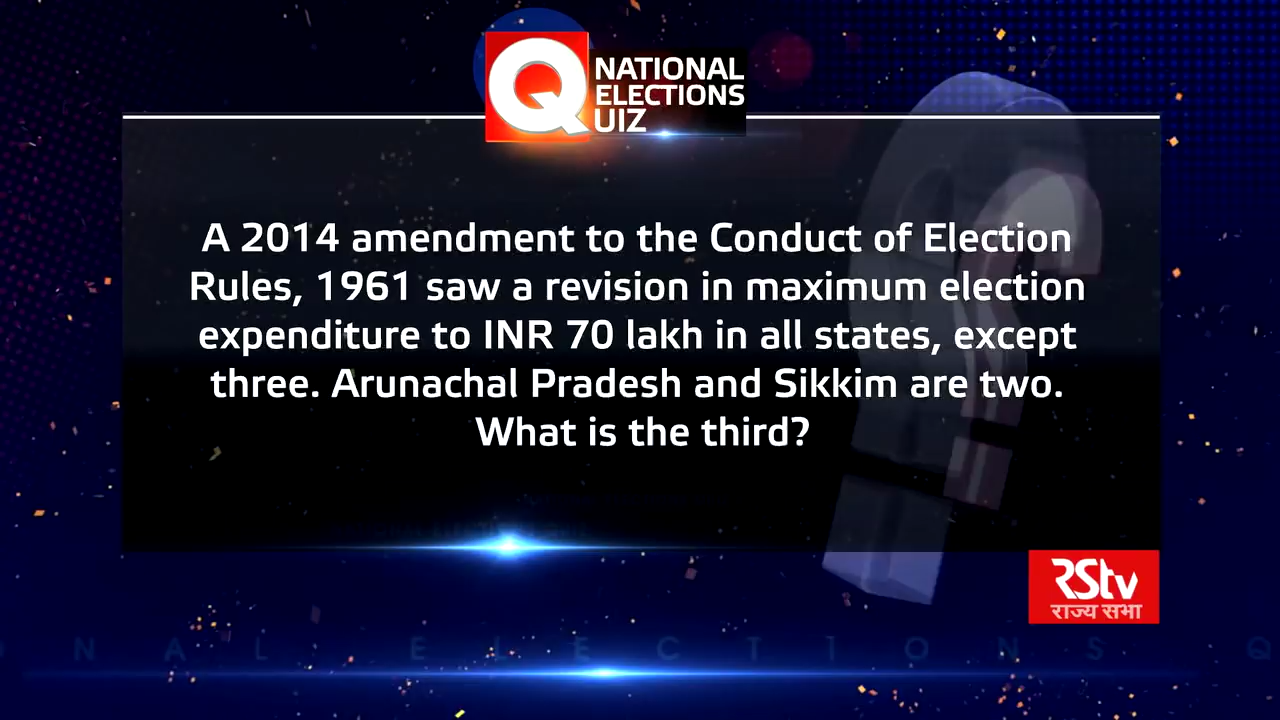 Q NATIONAL
ELECTIONS
UIZ
A 2014 amendment to the Conduct of Election
Rules, 1961 saw a revision in maximum election
expenditure to INR 70 lakh in all states, except
three. Arunachal Pradesh and Sikkim are two.
What is the third?
RStv
राज्य सभा
N A L E L E C T I O N S Q